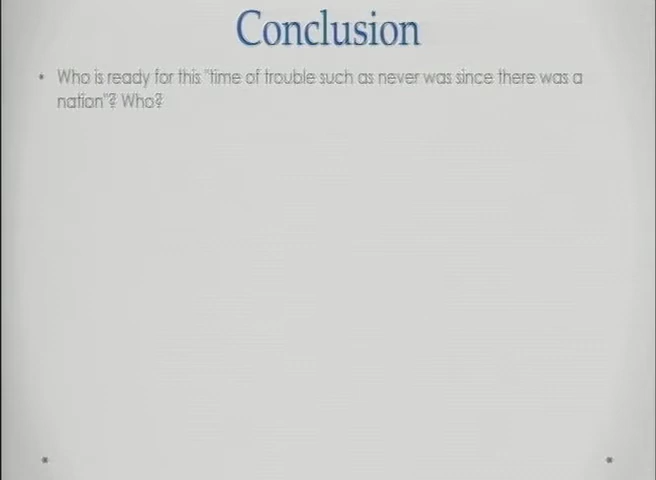 Conclusion
• Who is ready for this "time of trouble such as never was since there was a
nation"? Who?